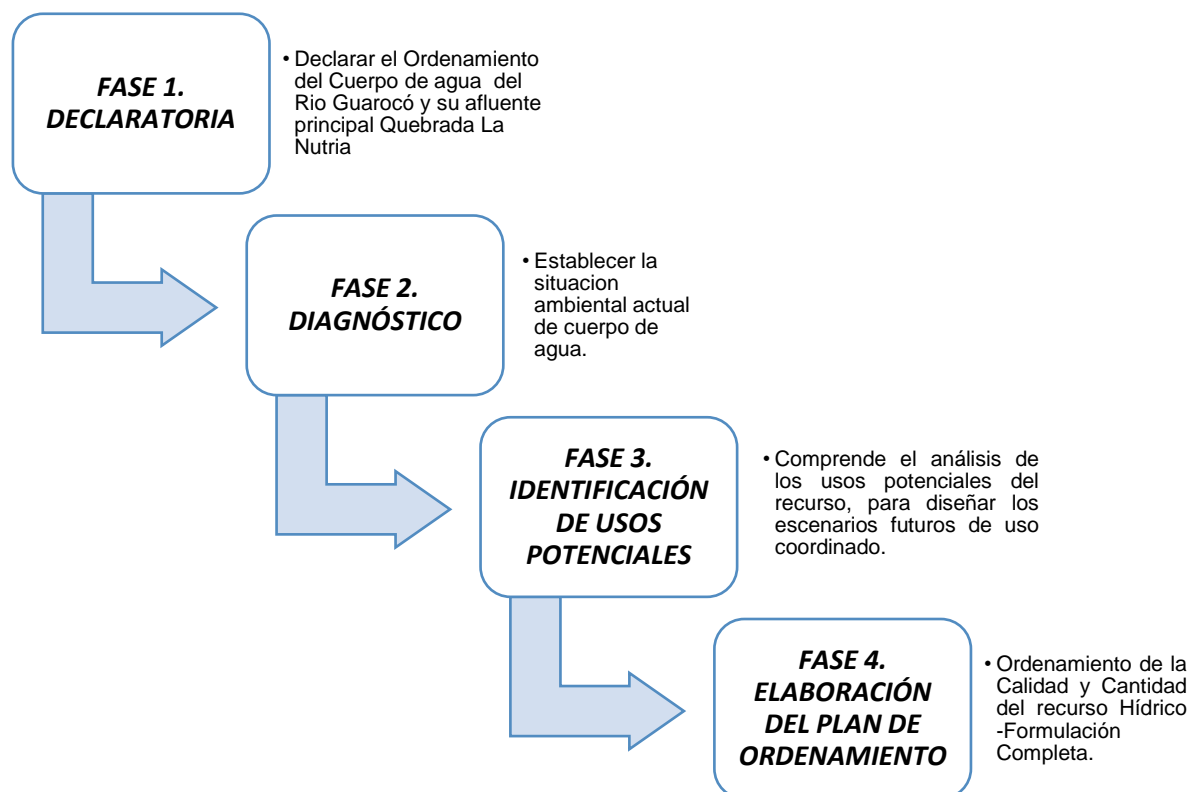 FASE 1.
DECLARATORIA
• Declarar el Ordenamiento
del Cuerpo de agua del
Rio Guarocó y su afluente
principal Quebrada La
Nutria
FASE 2.
DIAGNÓSTICO
• Establecer la
situacion
ambiental actual
de cuerpo de
agua.
FASE 3.
IDENTIFICACIÓN
DE USOS
POTENCIALES
• Comprende el análisis de
los usos potenciales del
recurso, para diseñar los
escenarios futuros de uso
coordinado.
FASE 4.
ELABORACIÓN
DEL PLAN DE
ORDENAMIENTO
• Ordenamiento de la
Calidad y Cantidad
del recurso Hídrico
-Formulación
Completa.